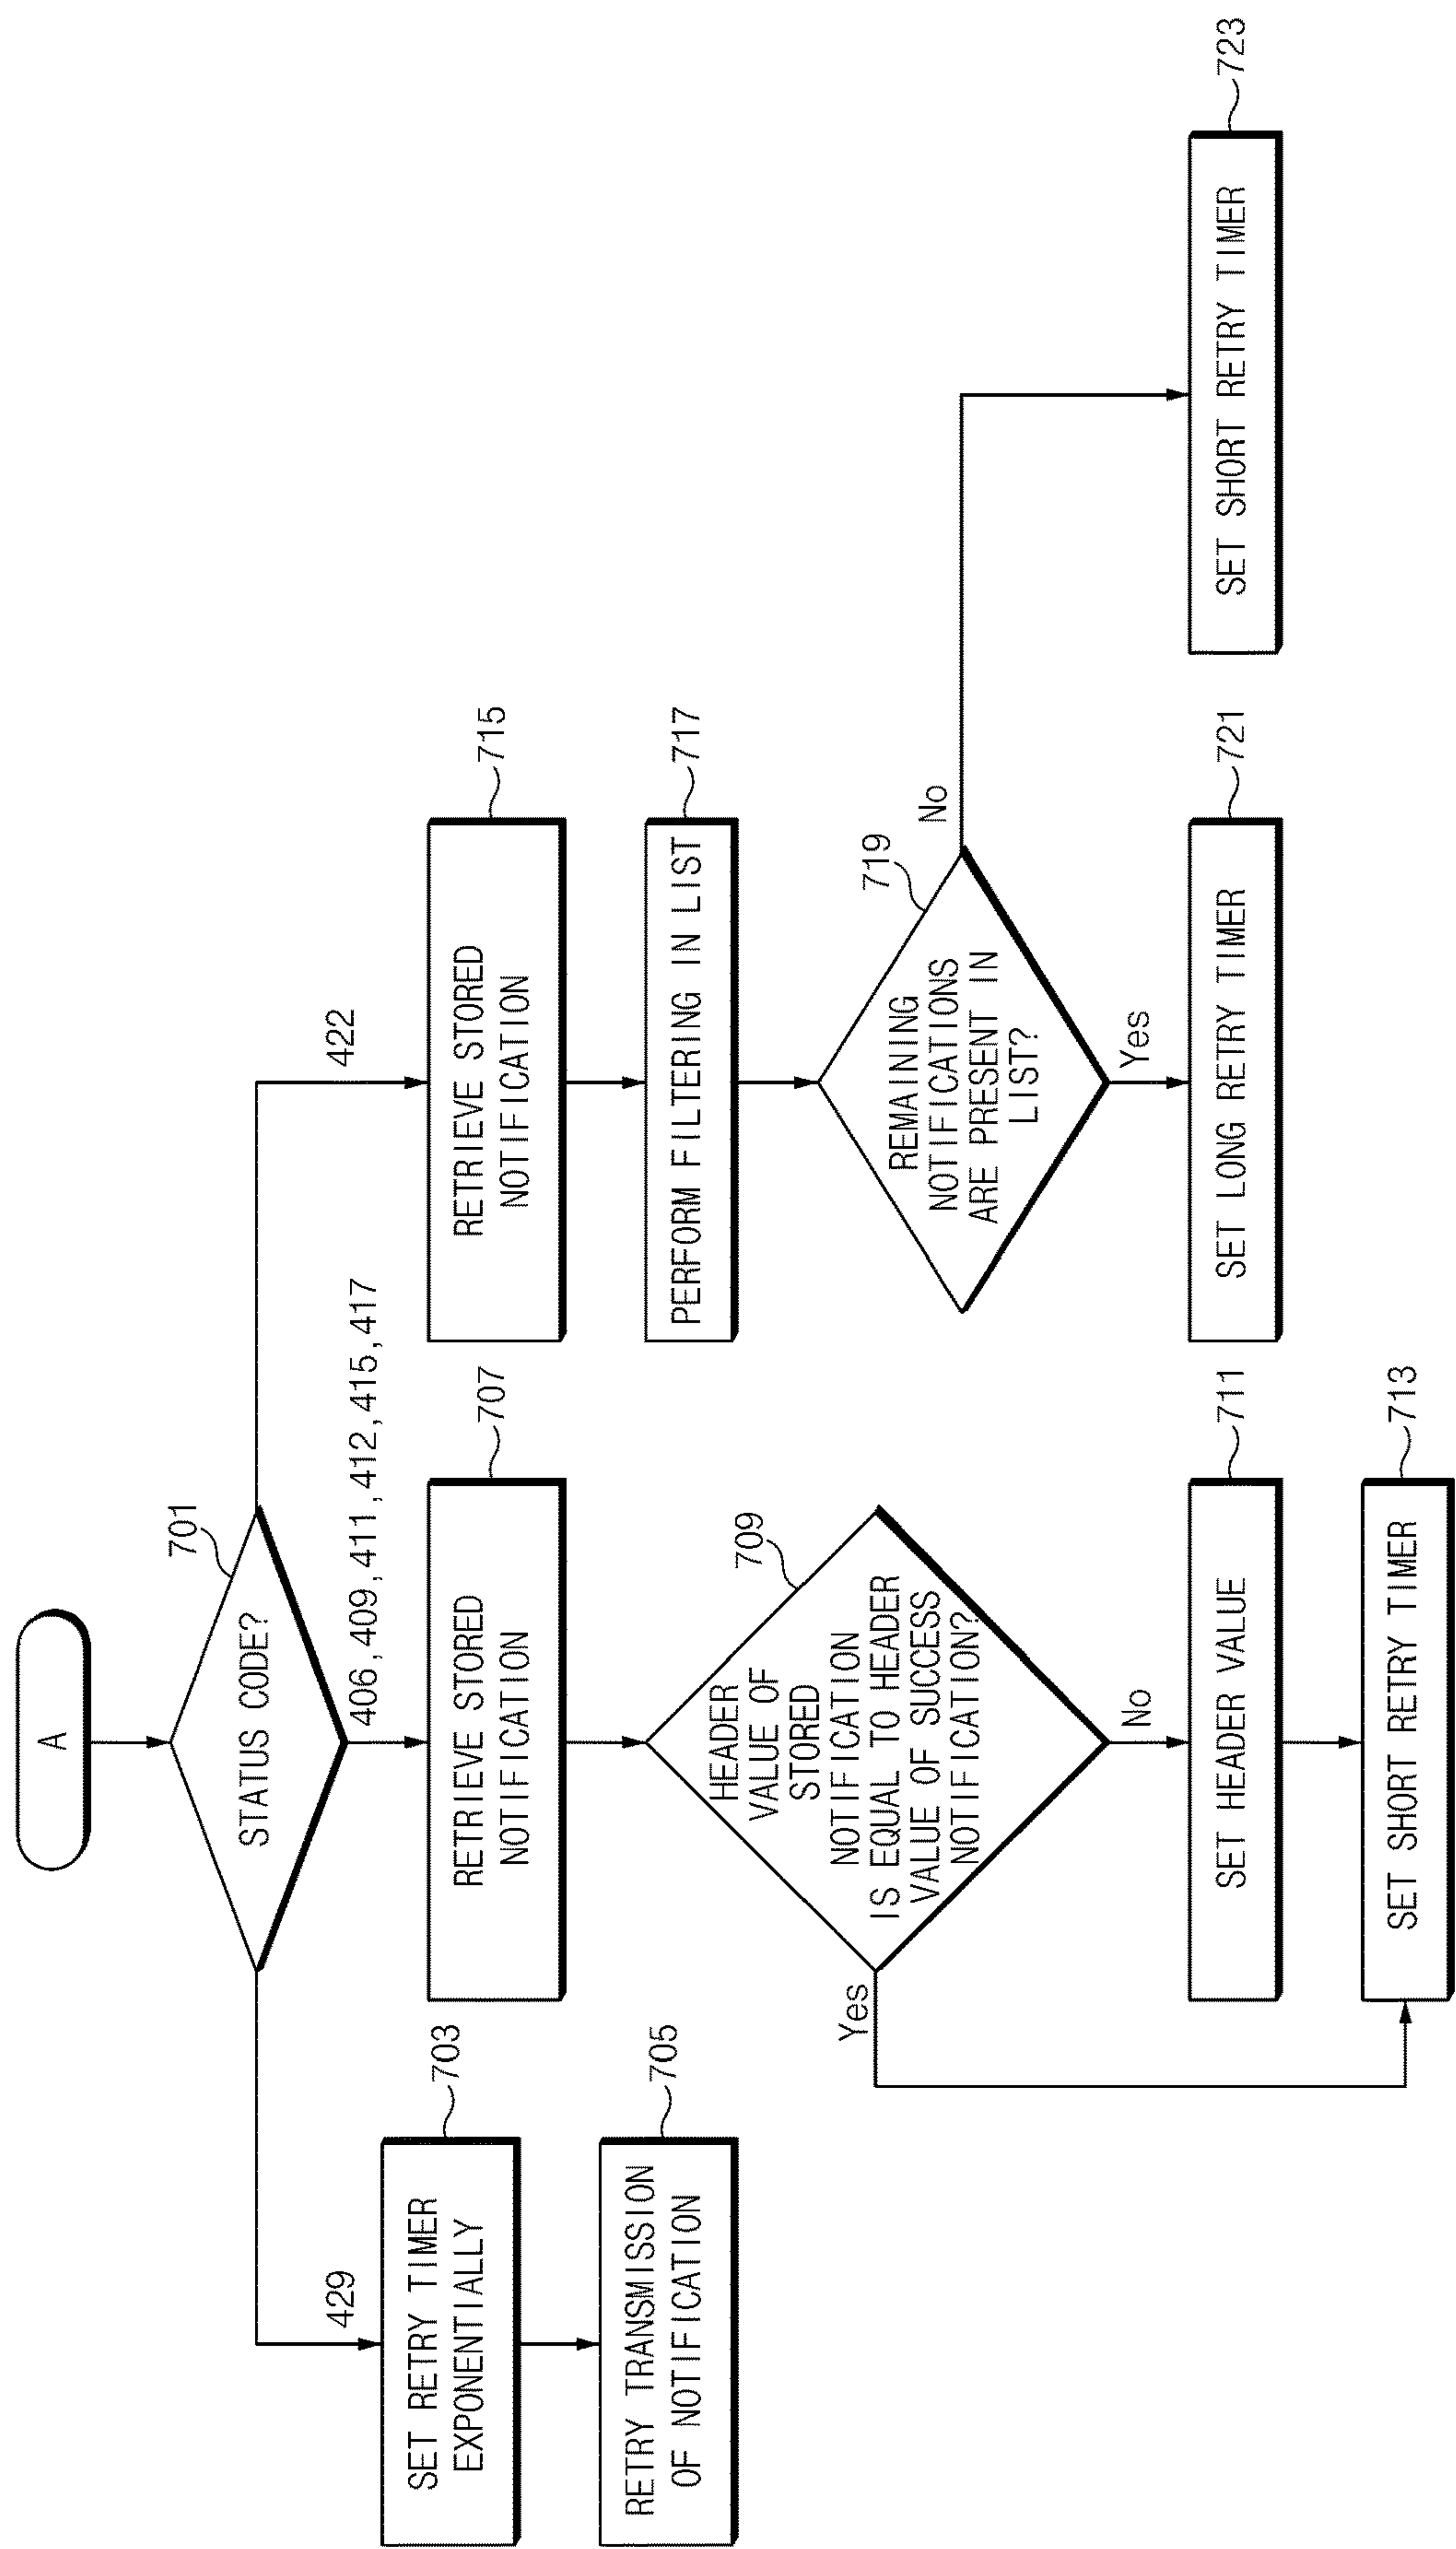 A
701
STATUS CODE?
429
406,409,411,412,415,417
422
703
SET RETRY TIMER
EXPONENTIALLY
705
RETRY TRANSMISSION
OF NOTIFICATION
707
RETRIEVE STORED
NOTIFICATION
709
HEADER
VALUE OF
STORED
NOTIFICATION
IS EQUAL TO HEADER
VALUE OF SUCCESS
NOTIFICATION?
Yes
No
711
SET HEADER VALUE
713
SET SHORT RETRY TIMER
715
RETRIEVE STORED
NOTIFICATION
717
PERFORM FILTERING IN LIST
719
REMAINING
NOTIFICATIONS
ARE PRESENT IN
LIST?
No
Yes
721
SET LONG RETRY TIMER
723
SET SHORT RETRY TIMER